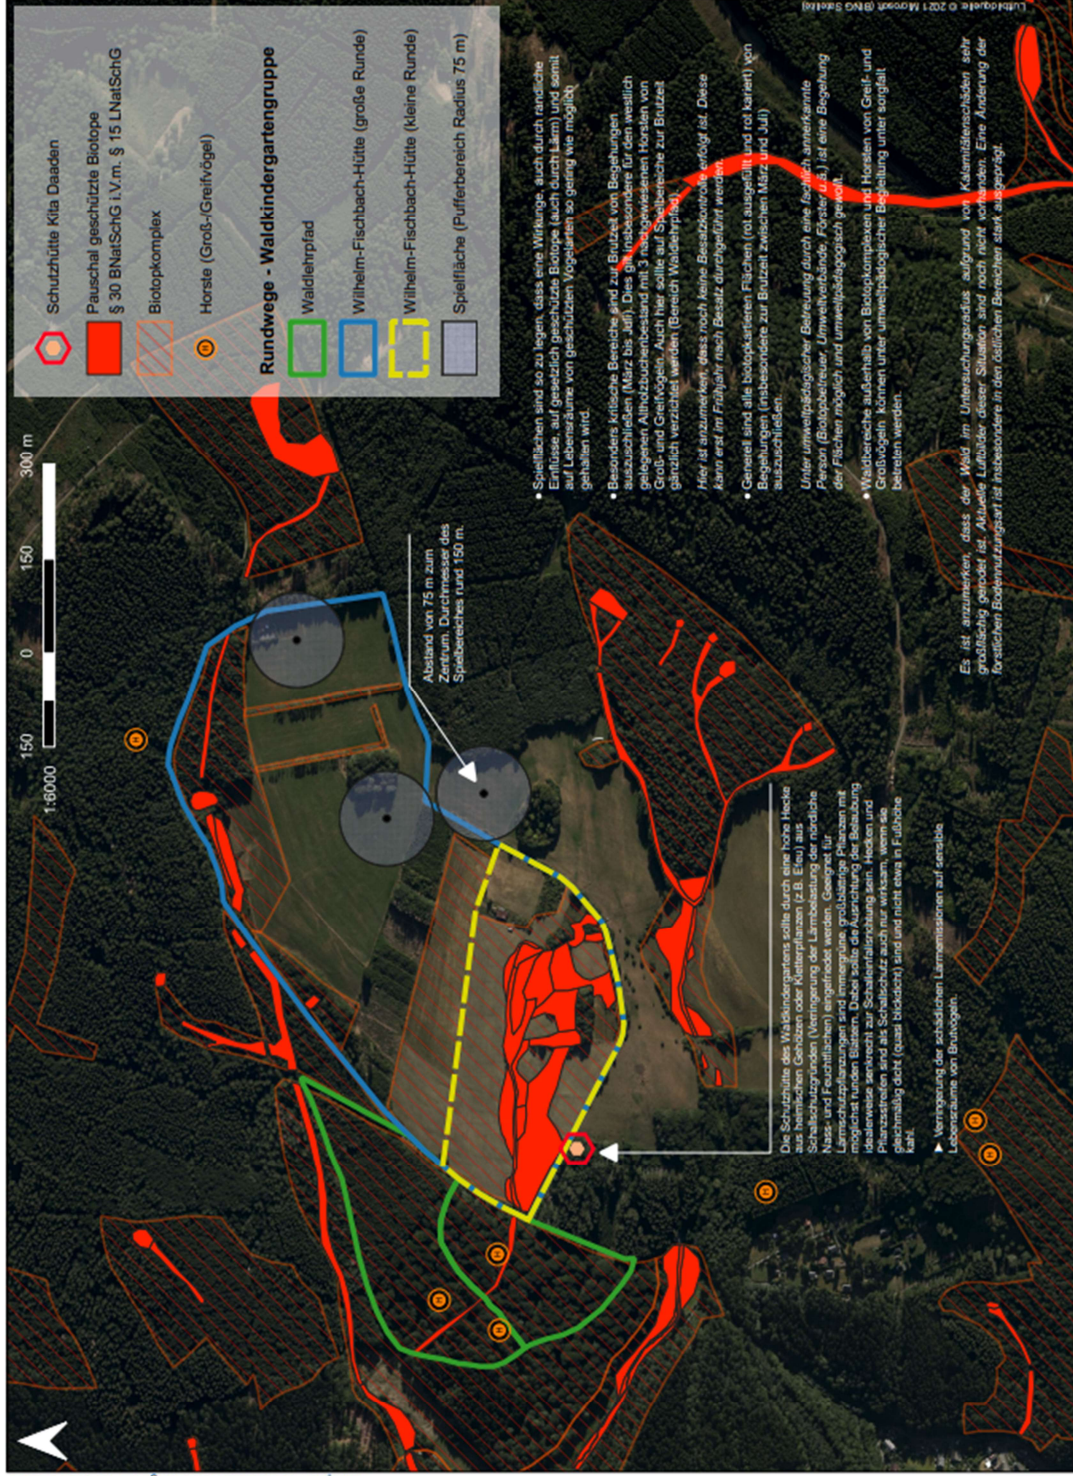 Schutzhütte Kita Daaden
Pauschal geschützte Biotope
§ 30 BNatSchG i.V.m. § 15 LNatSchG
Biotopkomplex
H
Horste (Groß-/Greifvögel)
Rundwege - Waldkindergartengruppe
Waldlehrpfad
Wilhelm-Fischbach-Hütte (große Runde)
Wilhelm-Fischbach-Hütte (kleine Runde)
Spielfläche (Pufferbereich Radius 75 m)
150 0 150 300 m
1:6000
Luftbildquelle: © 2021 Microsoft (BING Satellite)
Abstand von 75 m zum
Zentrum. Durchmesser des
Spielbereiches rund 150 m.
• Spielflächen sind so zu legen, dass eine Wirkungen, auch durch randliche
Einflüsse, auf gesetzlich geschützte Biotope (auch durch Lärm) und somit
auf Lebensräume von geschützten Vogelarten so gering wie möglich
gehalten wird.
• Besonders kritische Bereiche sind zur Brutzeit von Begehungen
auszuschließen (März bis Juli). Dies gilt insbesondere für den westlich
gelegenen Altholzbestand mit 3 nachgewiesenen Horsten von
Groß- und Greifvögeln. Auch hier sollte auf Spielbereiche zur Brutzeit
gänzlich verzichtet werden (Bereich Waldlehrpfad).
Hier ist anzumerken, dass noch keine Besatzkontrolle erfolgt ist. Diese
kann erst im Frühjahr nach Besatz durchgeführt werden.
• Generell sind alle biotopkartierten Flächen (rot ausgefüllt und rot kariert) von
Begehungen (insbesondere zur Brutzeit zwischen März und Juli)
auszuschließen.
Unter umweltpädagogischer Betreuung durch eine fachlich anerkannte
Person (Biotopbetreuer, Umweltverbände, Förster u.ä.) ist eine Begehung
der Flächen möglich und umweltpädagogisch gewollt.
• Waldbereiche außerhalb von Biotopkomplexen und Horsten von Greif- und
Großvögeln können unter umweltpädagogischer Begleitung unter sorgfalt
betreten werden.
Es ist anzumerken, dass der Wald im Untersuchungsradius aufgrund von Kalamitätenschäden sehr
großflächig gerodet ist. Aktuelle Luftbilder dieser Situation sind noch nicht vorhanden. Eine Änderung der
forstlichen Bodennutzungsart ist insbesondere in den östlichen Bereichen stark ausgeprägt.
Die Schutzhütte des Waldkindergartens sollte durch eine hohe Hecke
aus heimischen Gehölzen oder Kletterpflanzen (z.B. Efeu) aus
Schallschutzgründen (Verringerung der Lärmbelastung der nördliche
Nass- und Feuchtflächen) eingefriedet werden. Geeignet für
Lärmschutzpflanzungen sind immergrüne, großblättrige Pflanzen mit
möglichst runden Blättern. Dabei sollte die Ausrichtung der Belaubung
idealerweise senkrecht zur Schalleinfallsrichtung sein. Hecken und
Pflanzstreifen sind als Schallschutz auch nur wirksam, wenn sie
gleichmäßig dicht (quasi blickdicht) sind und nicht etwa in Fußhöhe
kahl.
➤ Verringerung der schädlichen Lärmemissionen auf sensible
Lebensräume von Brutvögeln.